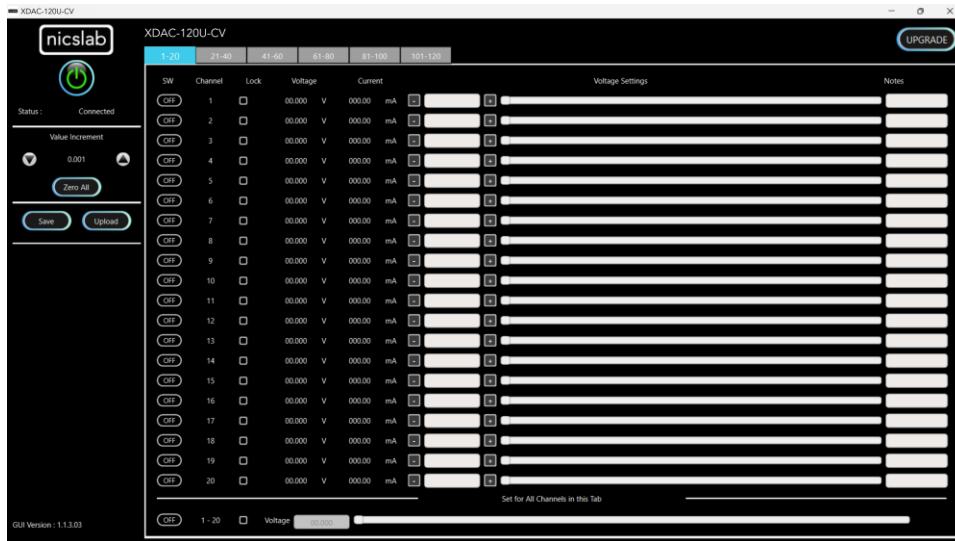 XDAC-120U-CV
nicslab
XDAC-120U-CV
UPGRADE
1-20 21-40 41-60 61-80 81-100 101-120
SW Channel Lock Voltage Current Voltage Settings Notes
Status : Connected
Value Increment
0.001
Zero All
Save Upload
OFF 1 00.000 V 000.00 mA - +
OFF 2 00.000 V 000.00 mA - +
OFF 3 00.000 V 000.00 mA - +
OFF 4 00.000 V 000.00 mA - +
OFF 5 00.000 V 000.00 mA - +
OFF 6 00.000 V 000.00 mA - +
OFF 7 00.000 V 000.00 mA - +
OFF 8 00.000 V 000.00 mA - +
OFF 9 00.000 V 000.00 mA - +
OFF 10 00.000 V 000.00 mA - +
OFF 11 00.000 V 000.00 mA - +
OFF 12 00.000 V 000.00 mA - +
OFF 13 00.000 V 000.00 mA - +
OFF 14 00.000 V 000.00 mA - +
OFF 15 00.000 V 000.00 mA - +
OFF 16 00.000 V 000.00 mA - +
OFF 17 00.000 V 000.00 mA - +
OFF 18 00.000 V 000.00 mA - +
OFF 19 00.000 V 000.00 mA - +
OFF 20 00.000 V 000.00 mA - +
Set for All Channels in this Tab
OFF 1 - 20 Voltage 00.000
GUI Version : 1.1.3.03